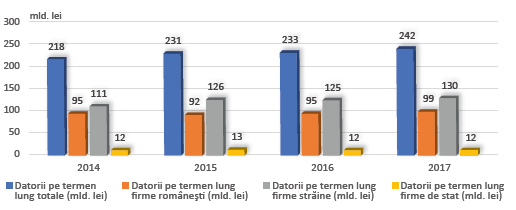 mld. lei
300
250
200
150
100
50
0
218 95 111 12
231 92 126 13
233 95 125 12
242 99 130 12
2014 2015 2016 2017
Datorii pe termen lung totale (mld. lei)
Datorii pe termen lung firme românești (mld. lei)
Datorii pe termen lung firme străine (mld. lei)
Datorii pe termen lung firme de stat (mld. lei)